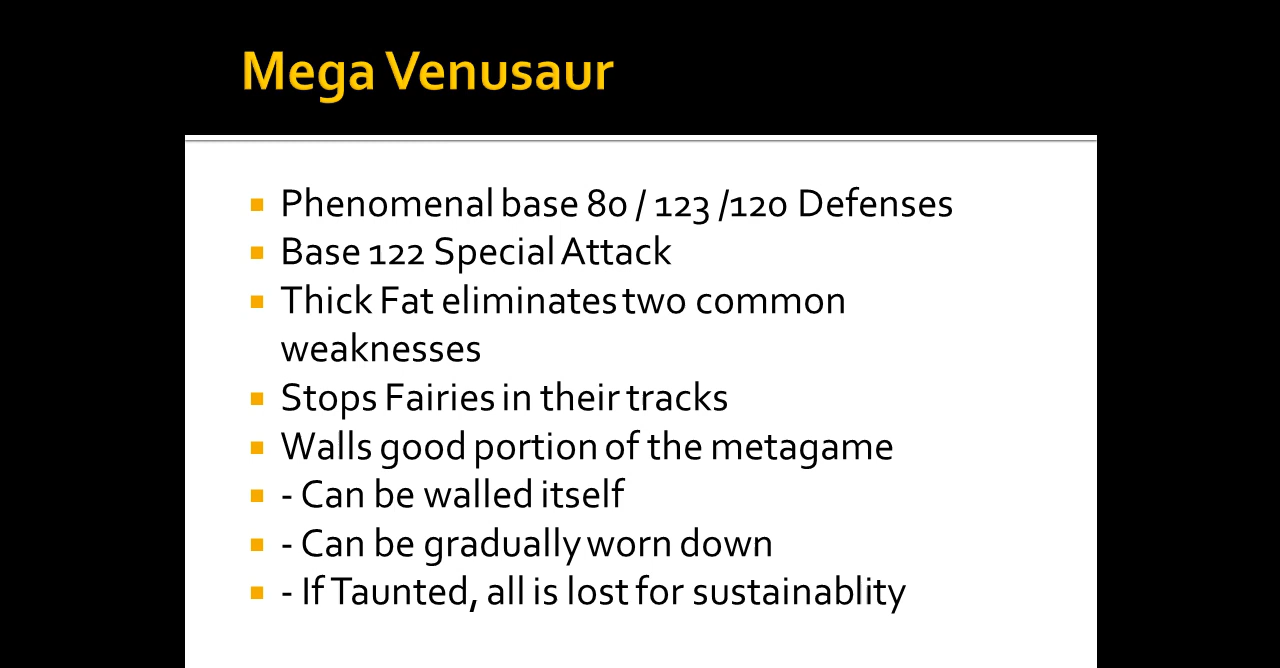 Mega Venusaur
Phenomenal base 80 / 123 /120 Defenses
Base 122 Special Attack
Thick Fat eliminates two common
weaknesses
Stops Fairies in their tracks
Walls good portion of the metagame
- Can be walled itself
- Can be gradually worn down
- If Taunted, all is lost for sustainablity